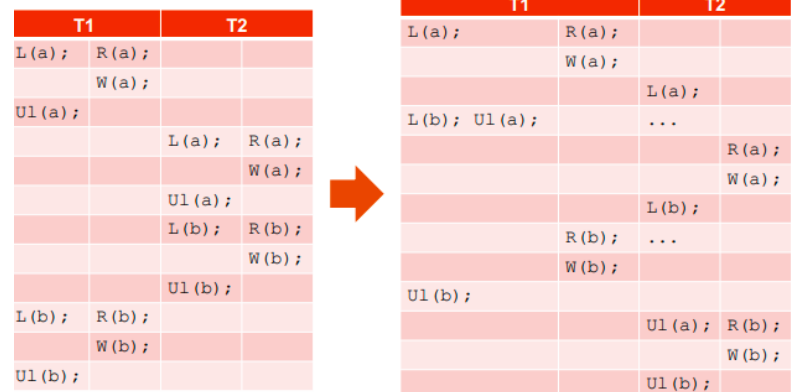 T1 T2
L(a); R(a);
W(a);
Ul(a);
L(a); R(a);
W(a);
Ul(a);
L(b); R(b);
W(b);
Ul(b);
L(b); R(b);
W(b);
Ul(b);
T1 T2
L(a); R(a);
W(a);
L(a);
L(b); Ul(a); ...
R(a);
W(a);
L(b);
R(b); ...
W(b);
Ul(b);
Ul(a); R(b);
W(b);
Ul(b);